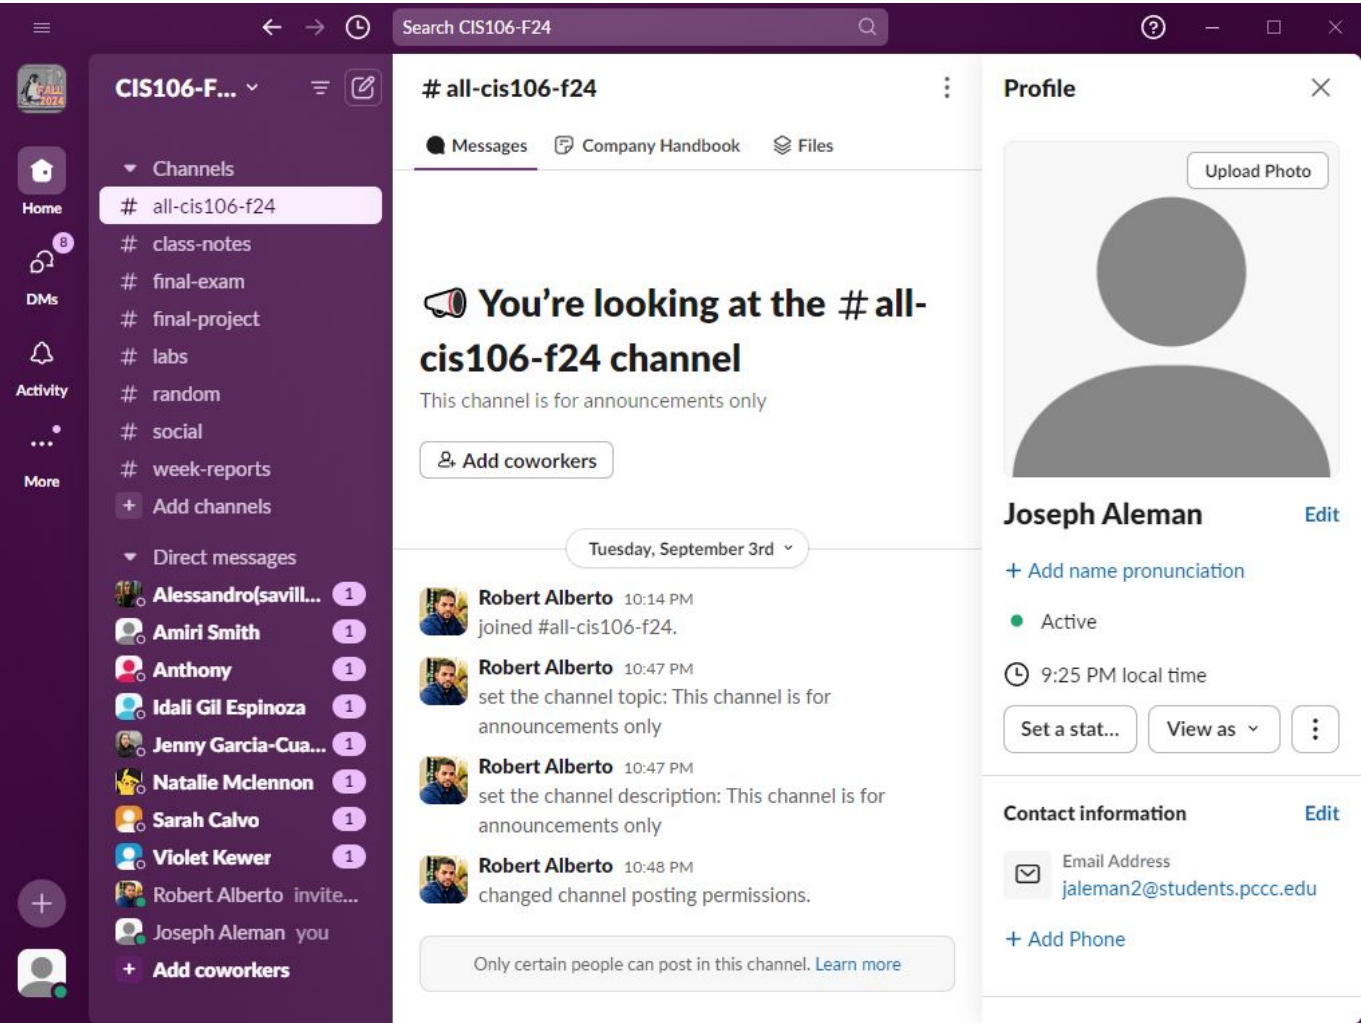 Search CIS106-F24
FALL
2024
Home
8
DMs
Activity
More
CIS106-F...
Channels
# all-cis106-f24
# class-notes
# final-exam
# final-project
# labs
# random
# social
# week-reports
+ Add channels
Direct messages
Alessandro(savill... 1
Amiri Smith 1
Anthony 1
Idali Gil Espinoza 1
Jenny Garcia-Cua... 1
Natalie Mclennon 1
Sarah Calvo 1
Violet Kewer 1
Robert Alberto invite...
Joseph Aleman you
+ Add coworkers
# all-cis106-f24
Messages Company Handbook Files
You’re looking at the # all-
cis106-f24 channel
This channel is for announcements only
Add coworkers
Tuesday, September 3rd
Robert Alberto 10:14 PM
joined #all-cis106-f24.
Robert Alberto 10:47 PM
set the channel topic: This channel is for
announcements only
Robert Alberto 10:47 PM
set the channel description: This channel is for
announcements only
Robert Alberto 10:48 PM
changed channel posting permissions.
Only certain people can post in this channel. Learn more
Profile
Upload Photo
Joseph Aleman Edit
+ Add name pronunciation
Active
9:25 PM local time
Set a stat... View as
Contact information Edit
Email Address
jaleman2@students.pccc.edu
+ Add Phone